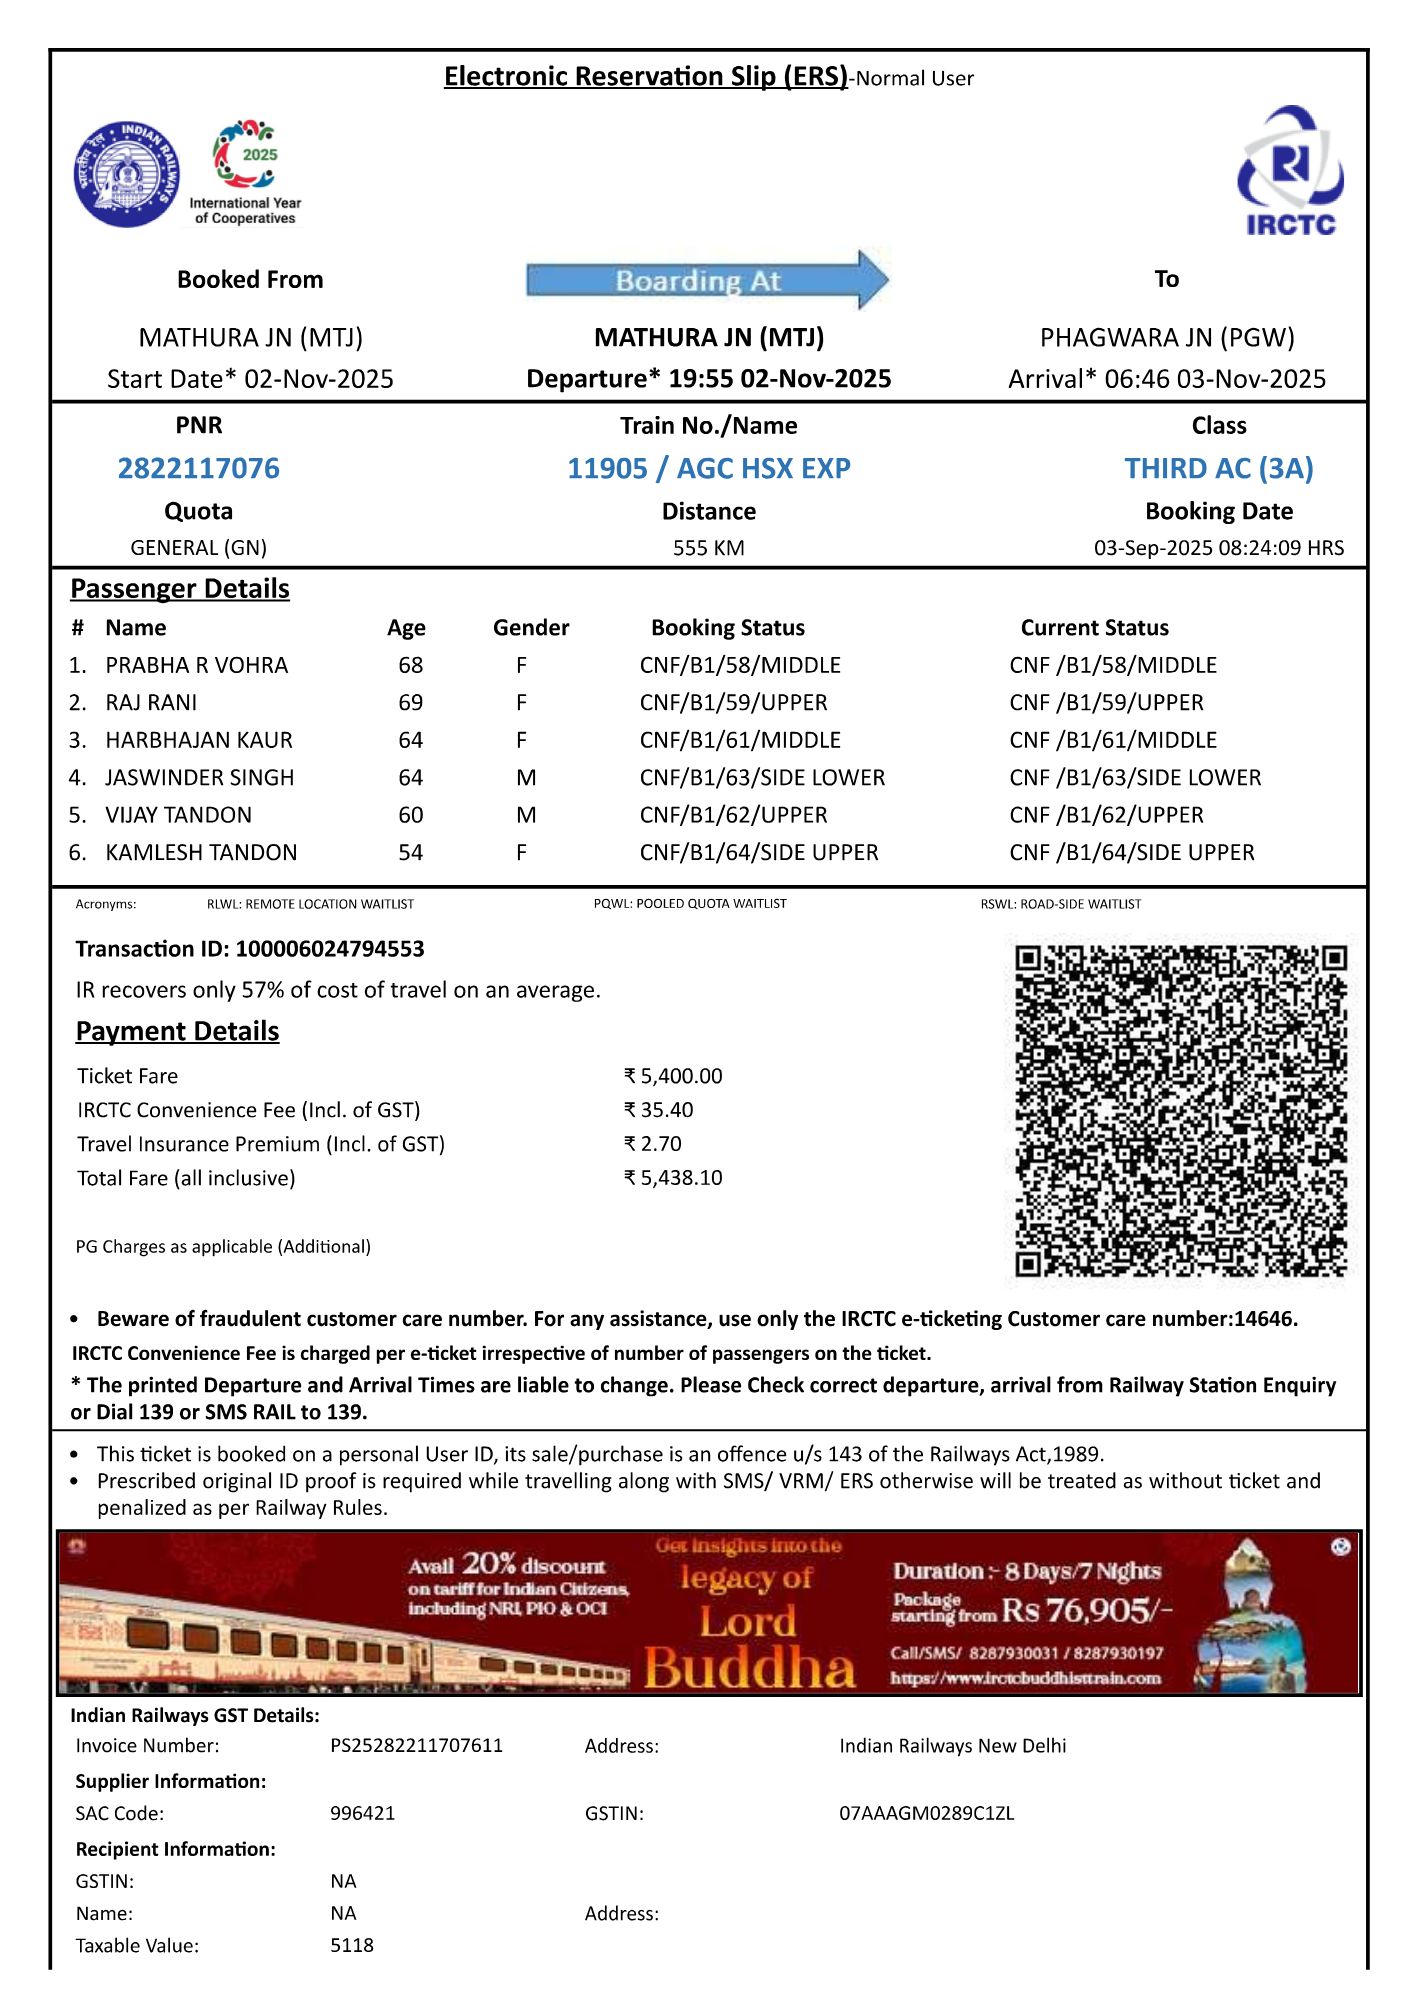 Electronic Reservation Slip (ERS)-Normal User
INDIAN RAILWAYS
भारतीय रेल
2025
International Year
of Cooperatives
IRCTC
Booked From
Boarding At
To
MATHURA JN (MTJ)
MATHURA JN (MTJ)
PHAGWARA JN (PGW)
Start Date* 02-Nov-2025
Departure* 19:55 02-Nov-2025
Arrival* 06:46 03-Nov-2025
PNR
Train No./Name
Class
2822117076
11905 / AGC HSX EXP
THIRD AC (3A)
Quota
Distance
Booking Date
GENERAL (GN)
555 KM
03-Sep-2025 08:24:09 HRS
Passenger Details
# Name Age Gender Booking Status Current Status
1. PRABHA R VOHRA 68 F CNF/B1/58/MIDDLE CNF /B1/58/MIDDLE
2. RAJ RANI 69 F CNF/B1/59/UPPER CNF /B1/59/UPPER
3. HARBHAJAN KAUR 64 F CNF/B1/61/MIDDLE CNF /B1/61/MIDDLE
4. JASWINDER SINGH 64 M CNF/B1/63/SIDE LOWER CNF /B1/63/SIDE LOWER
5. VIJAY TANDON 60 M CNF/B1/62/UPPER CNF /B1/62/UPPER
6. KAMLESH TANDON 54 F CNF/B1/64/SIDE UPPER CNF /B1/64/SIDE UPPER
Acronyms: RLWL: REMOTE LOCATION WAITLIST PQWL: POOLED QUOTA WAITLIST RSWL: ROAD-SIDE WAITLIST
Transaction ID: 100006024794553
IR recovers only 57% of cost of travel on an average.
Payment Details
Ticket Fare ₹ 5,400.00
IRCTC Convenience Fee (Incl. of GST) ₹ 35.40
Travel Insurance Premium (Incl. of GST) ₹ 2.70
Total Fare (all inclusive) ₹ 5,438.10
PG Charges as applicable (Additional)
• Beware of fraudulent customer care number. For any assistance, use only the IRCTC e-ticketing Customer care number:14646.
IRCTC Convenience Fee is charged per e-ticket irrespective of number of passengers on the ticket.
* The printed Departure and Arrival Times are liable to change. Please Check correct departure, arrival from Railway Station Enquiry
or Dial 139 or SMS RAIL to 139.
• This ticket is booked on a personal User ID, its sale/purchase is an offence u/s 143 of the Railways Act,1989.
• Prescribed original ID proof is required while travelling along with SMS/ VRM/ ERS otherwise will be treated as without ticket and
penalized as per Railway Rules.
Avail 20% discount
on tariff for Indian Citizens,
including NRI, PIO & OCI
Get insights into the
legacy of
Lord
Buddha
Duration :- 8 Days/7 Nights
Package
starting from Rs 76,905/-
Call/SMS/ 8287930031 / 8287930197
https://www.irctcbuddhisttrain.com
Indian Railways GST Details:
Invoice Number: PS25282211707611 Address: Indian Railways New Delhi
Supplier Information:
SAC Code: 996421 GSTIN: 07AAAGM0289C1ZL
Recipient Information:
GSTIN: NA
Name: NA Address:
Taxable Value: 5118